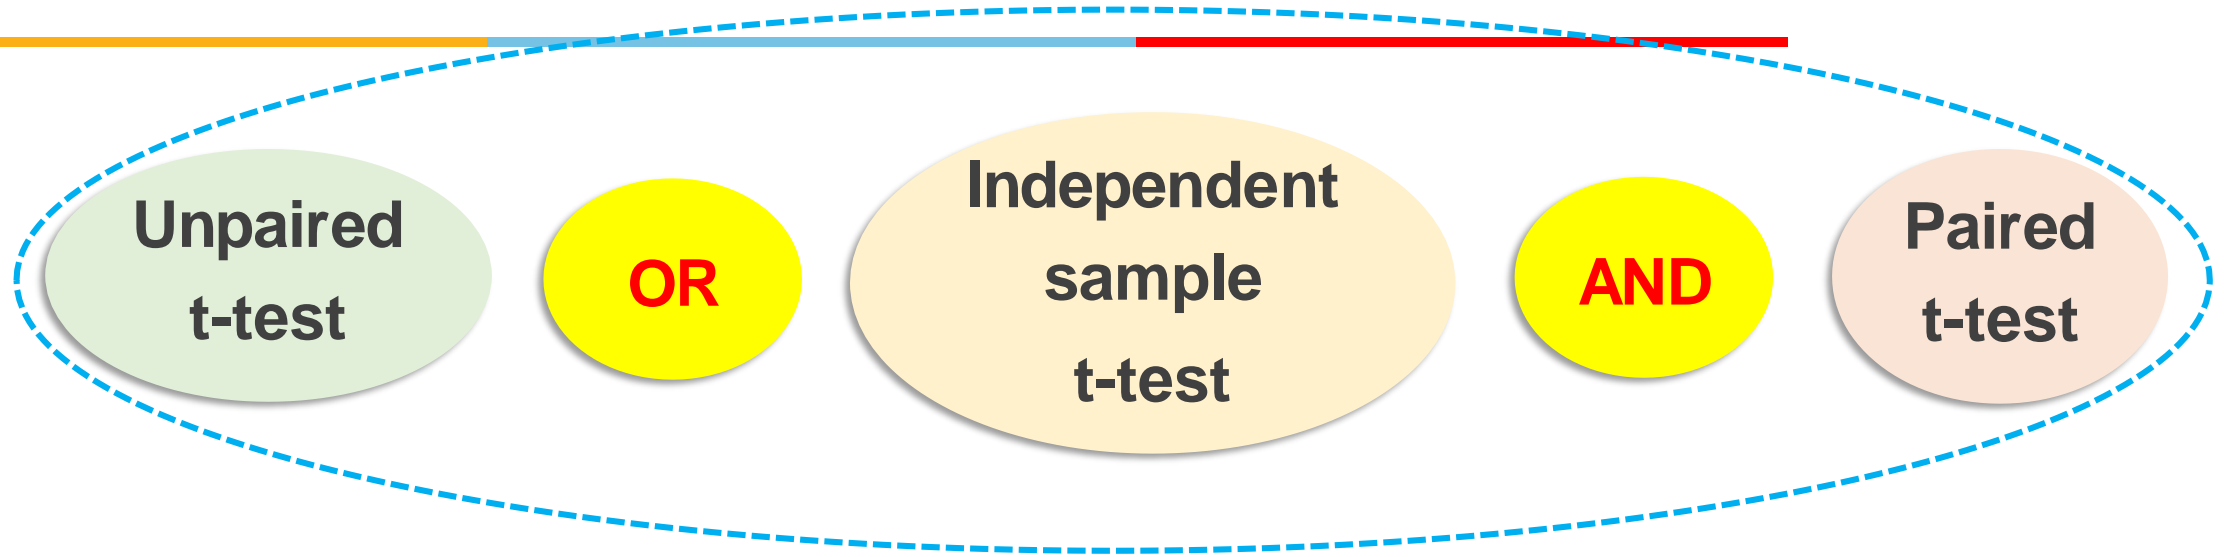 Unpaired
t-test
OR
Independent
sample
t-test
AND
Paired
t-test